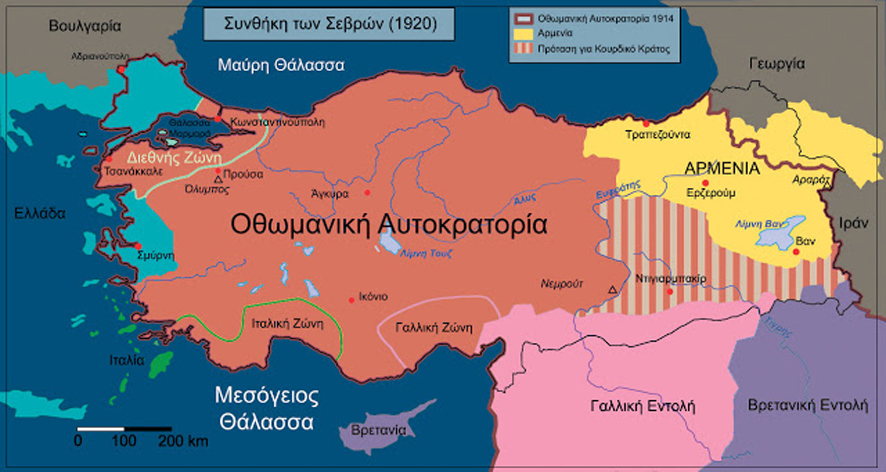 Συνθήκη των Σεβρών (1920)
Οθωμανική Αυτοκρατορία 1914
Αρμενία
Πρόταση για Κουρδικό Κράτος
Βουλγαρία
Αδριανούπολη
Μαύρη Θάλασσα
Γεωργία
Θάλασσα
Μαρμαρά
Κωνσταντινούπολη
Τραπεζούντα
Διεθνής Ζώνη
Τσανάκκαλε
Προύσα
Όλυμπος
ΑΡΜΕΝΙΑ
Αραράτ
Ερζερούμ
Ευφράτης
Άγκυρα
Άλυς
Ελλάδα
Οθωμανική Αυτοκρατορία
Λίμνη Βαν
Ιράν
Βαν
Σμύρνη
Λίμνη Τουζ
Νεμρούτ
Ντιγιαρμπακίρ
Ικόνιο
Ιταλική Ζώνη
Γαλλική Ζώνη
Τίγρης
Ιταλία
Μεσόγειος
Θάλασσα
Γαλλική Εντολή
Βρετανική Εντολή
Βρετανία
0 100 200 km